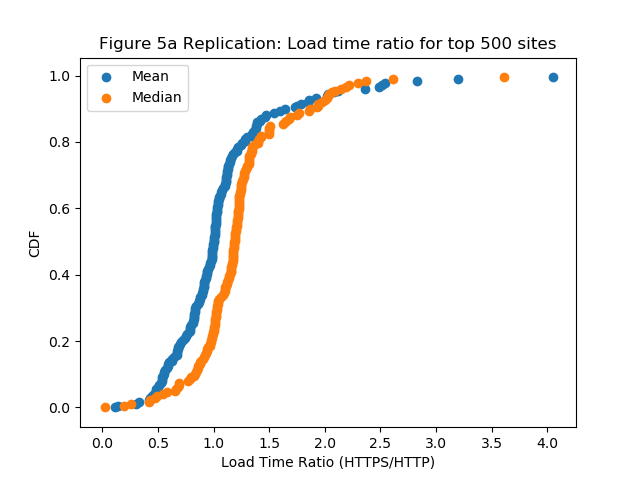 Figure 5a Replication: Load time ratio for top 500 sites
Mean
Median
1.0
0.8
0.6
0.4
0.2
0.0
CDF
0.0 0.5 1.0 1.5 2.0 2.5 3.0 3.5 4.0
Load Time Ratio (HTTPS/HTTP)